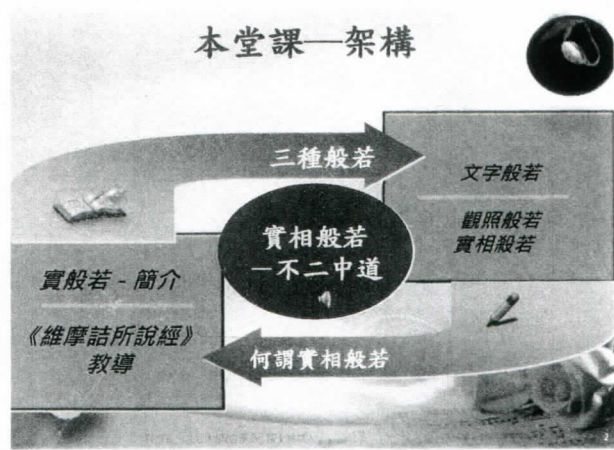 本堂課—架構
三種般若
文字般若
觀照般若
實相殺若
實相般若
—不二中道
實般若 - 簡介
《維摩詰所說經》
教導
何謂實相般若
2